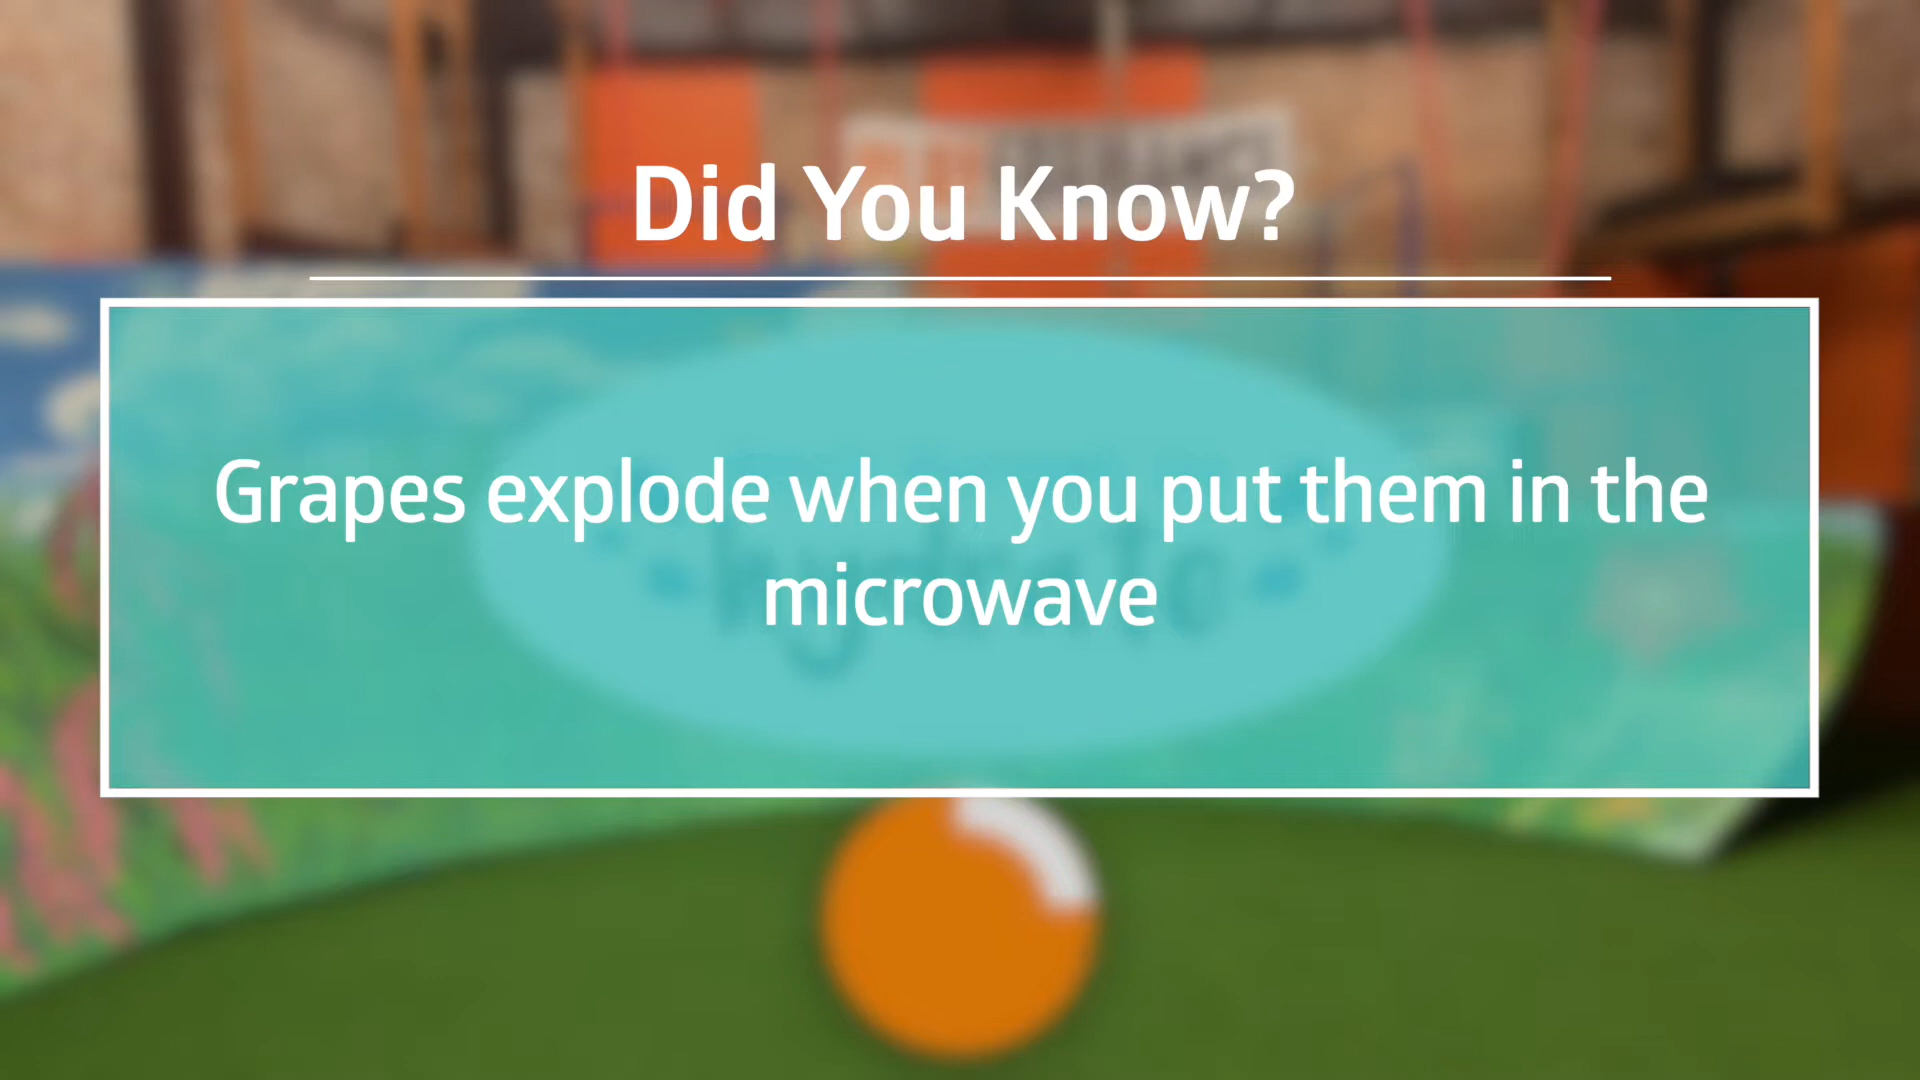 Did You Know?
Grapes explode when you put them in the
microwave